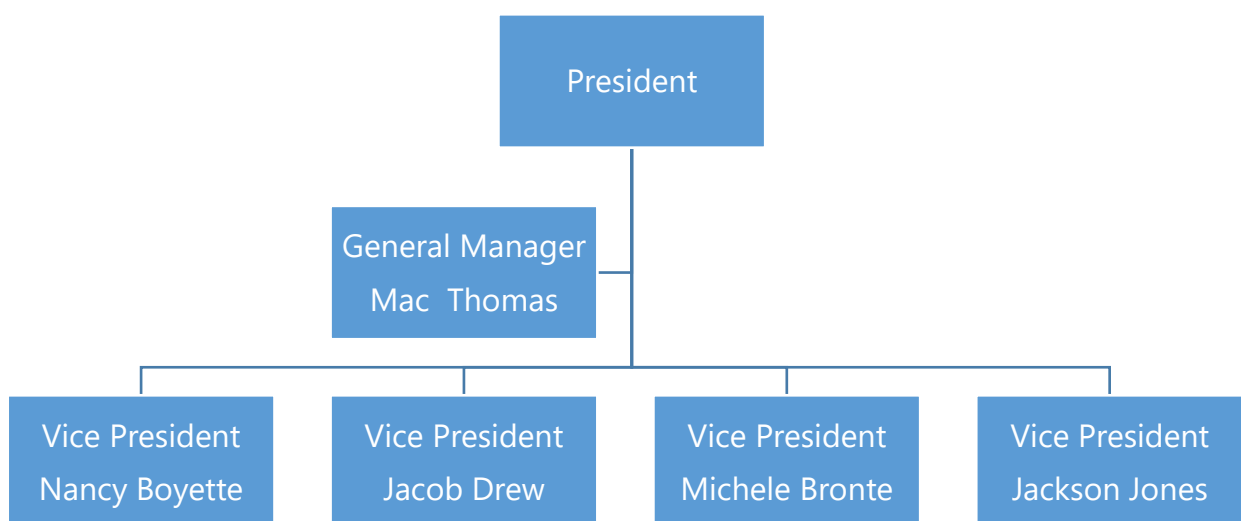 President
General Manager
Mac  Thomas
Vice President
Nancy Boyette
Vice President
Jacob Drew
Vice President
Michele Bronte
Vice President
Jackson Jones